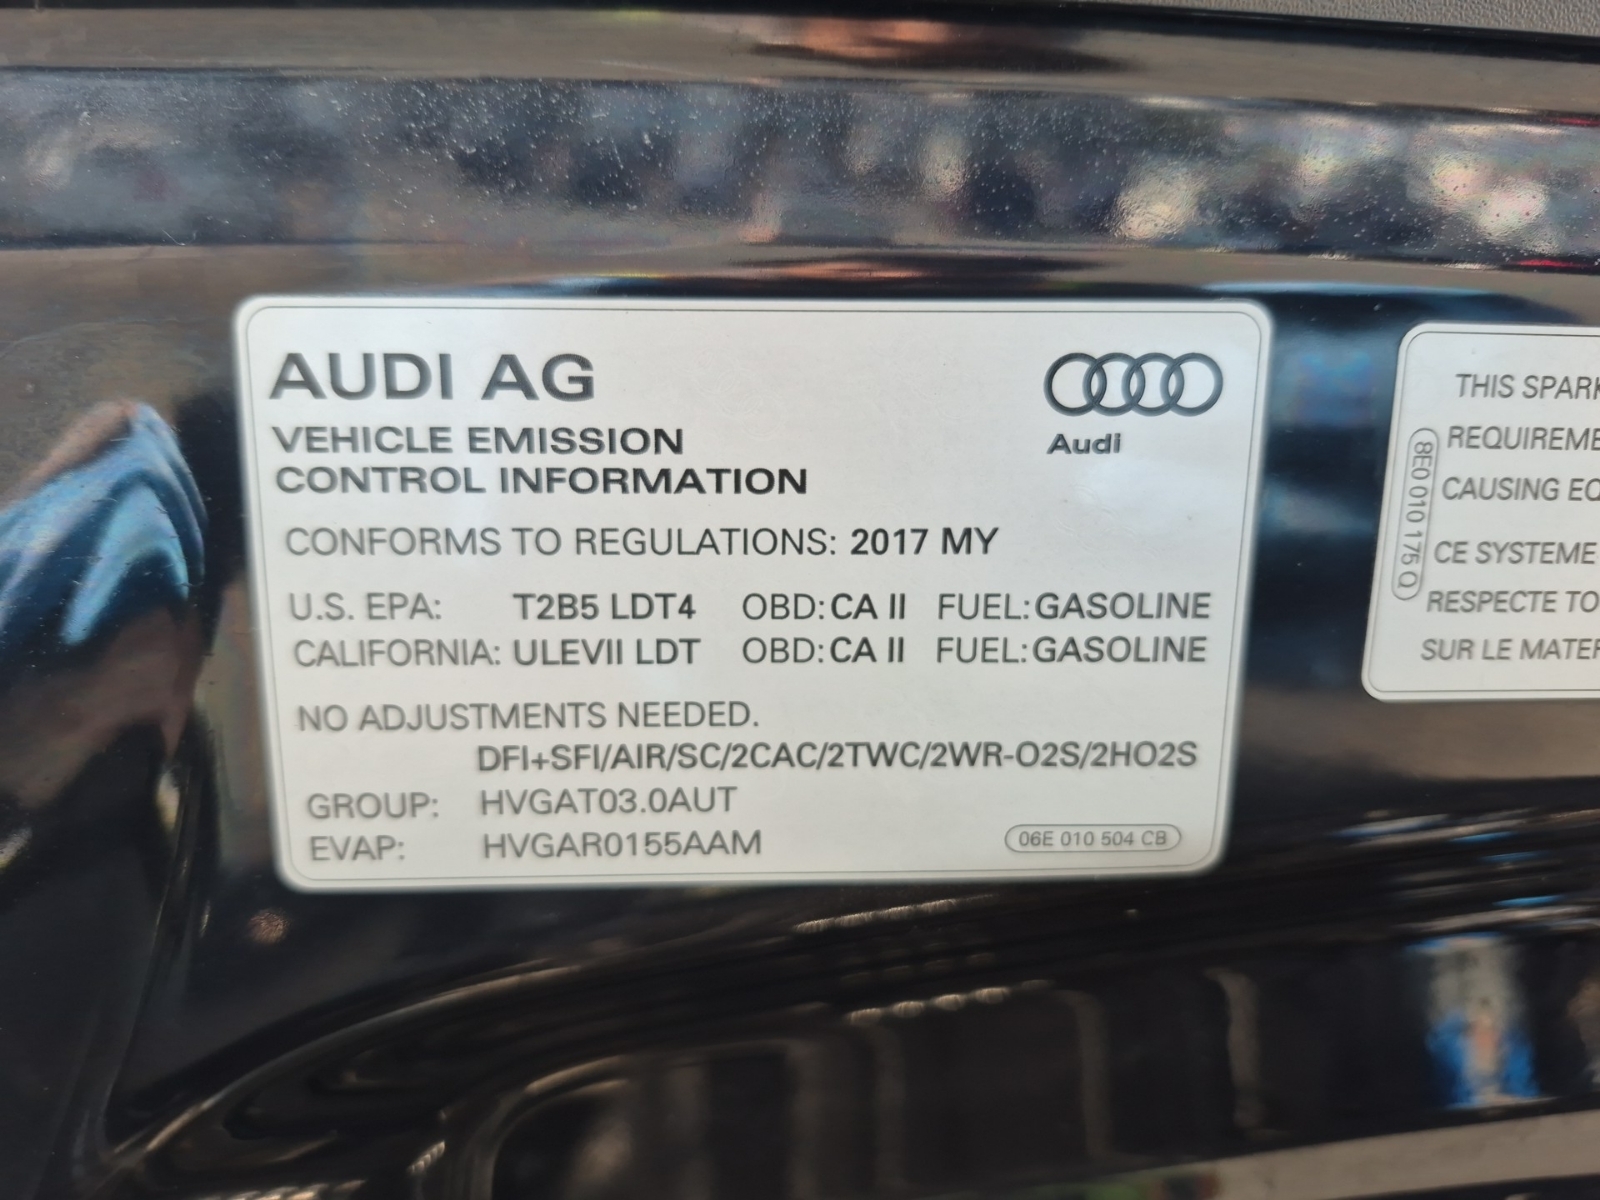 AUDI AG
Audi
VEHICLE EMISSION
CONTROL INFORMATION
CONFORMS TO REGULATIONS: 2017 MY
U.S. EPA: T2B5 LDT4 OBD: CA II FUEL: GASOLINE
CALIFORNIA: ULEVII LDT OBD: CA II FUEL: GASOLINE
NO ADJUSTMENTS NEEDED.
DFI+SFI/AIR/SC/2CAC/2TWC/2WR-O2S/2HO2S
GROUP: HVGAT03.0AUT
EVAP: HVGAR0155AAM
06E 010 504 CB
THIS SPARK
REQUIREME
CAUSING EQ
CE SYSTEME
RESPECTE TO
SUR LE MATER
8E0 010 175 Q